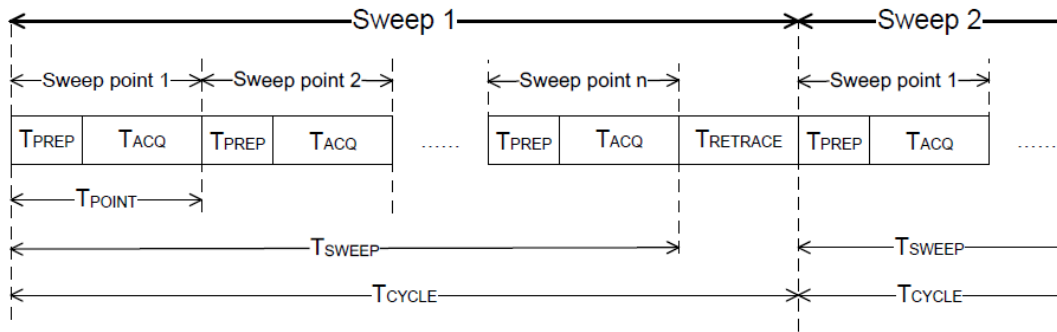 Sweep 1 Sweep 2
Sweep point 1 Sweep point 2 Sweep point n Sweep point 1
TPREP TACQ TPREP TACQ ...... TPREP TACQ TRETRACE TPREP TACQ ......
TPOINT
TSWEEP TSWEEP
TCYCLE TCYCLE